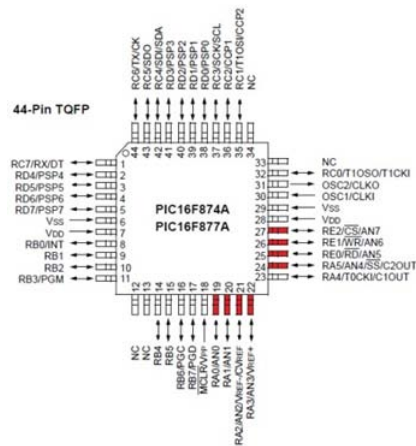 RC6/TX/CK
RC5/SDO
RC4/SDI/SDA
RD3/PSP3
RD2/PSP2
RD1/PSP1
RD0/PSP0
RC3/SCK/SCL
RC2/CCP1
RC1/T1OSI/CCP2
NC
44-Pin TQFP
44
43
42
41
40
39
38
37
36
35
34
RC7/RX/DT 1
RD4/PSP4 2
RD5/PSP5 3
RD6/PSP6 4
RD7/PSP7 5
VSS 6
VDD 7
RB0/INT 8
RB1 9
RB2 10
RB3/PGM 11
PIC16F874A
PIC16F877A
33 NC
32 RC0/T1OSO/T1CKI
31 OSC2/CLKO
30 OSC1/CLKI
29 VSS
28 VDD
27 RE2/CS/AN7
26 RE1/WR/AN6
25 RE0/RD/AN5
24 RA5/AN4/SS/C2OUT
23 RA4/T0CKI/C1OUT
12
13
14
15
16
17
18
19
20
21
22
NC
NC
RB4
RB5
RB6/PGC
RB7/PGD
MCLR/VPP
RA0/AN0
RA1/AN1
RA2/AN2/VREF-/CVREF
RA3/AN3/VREF+